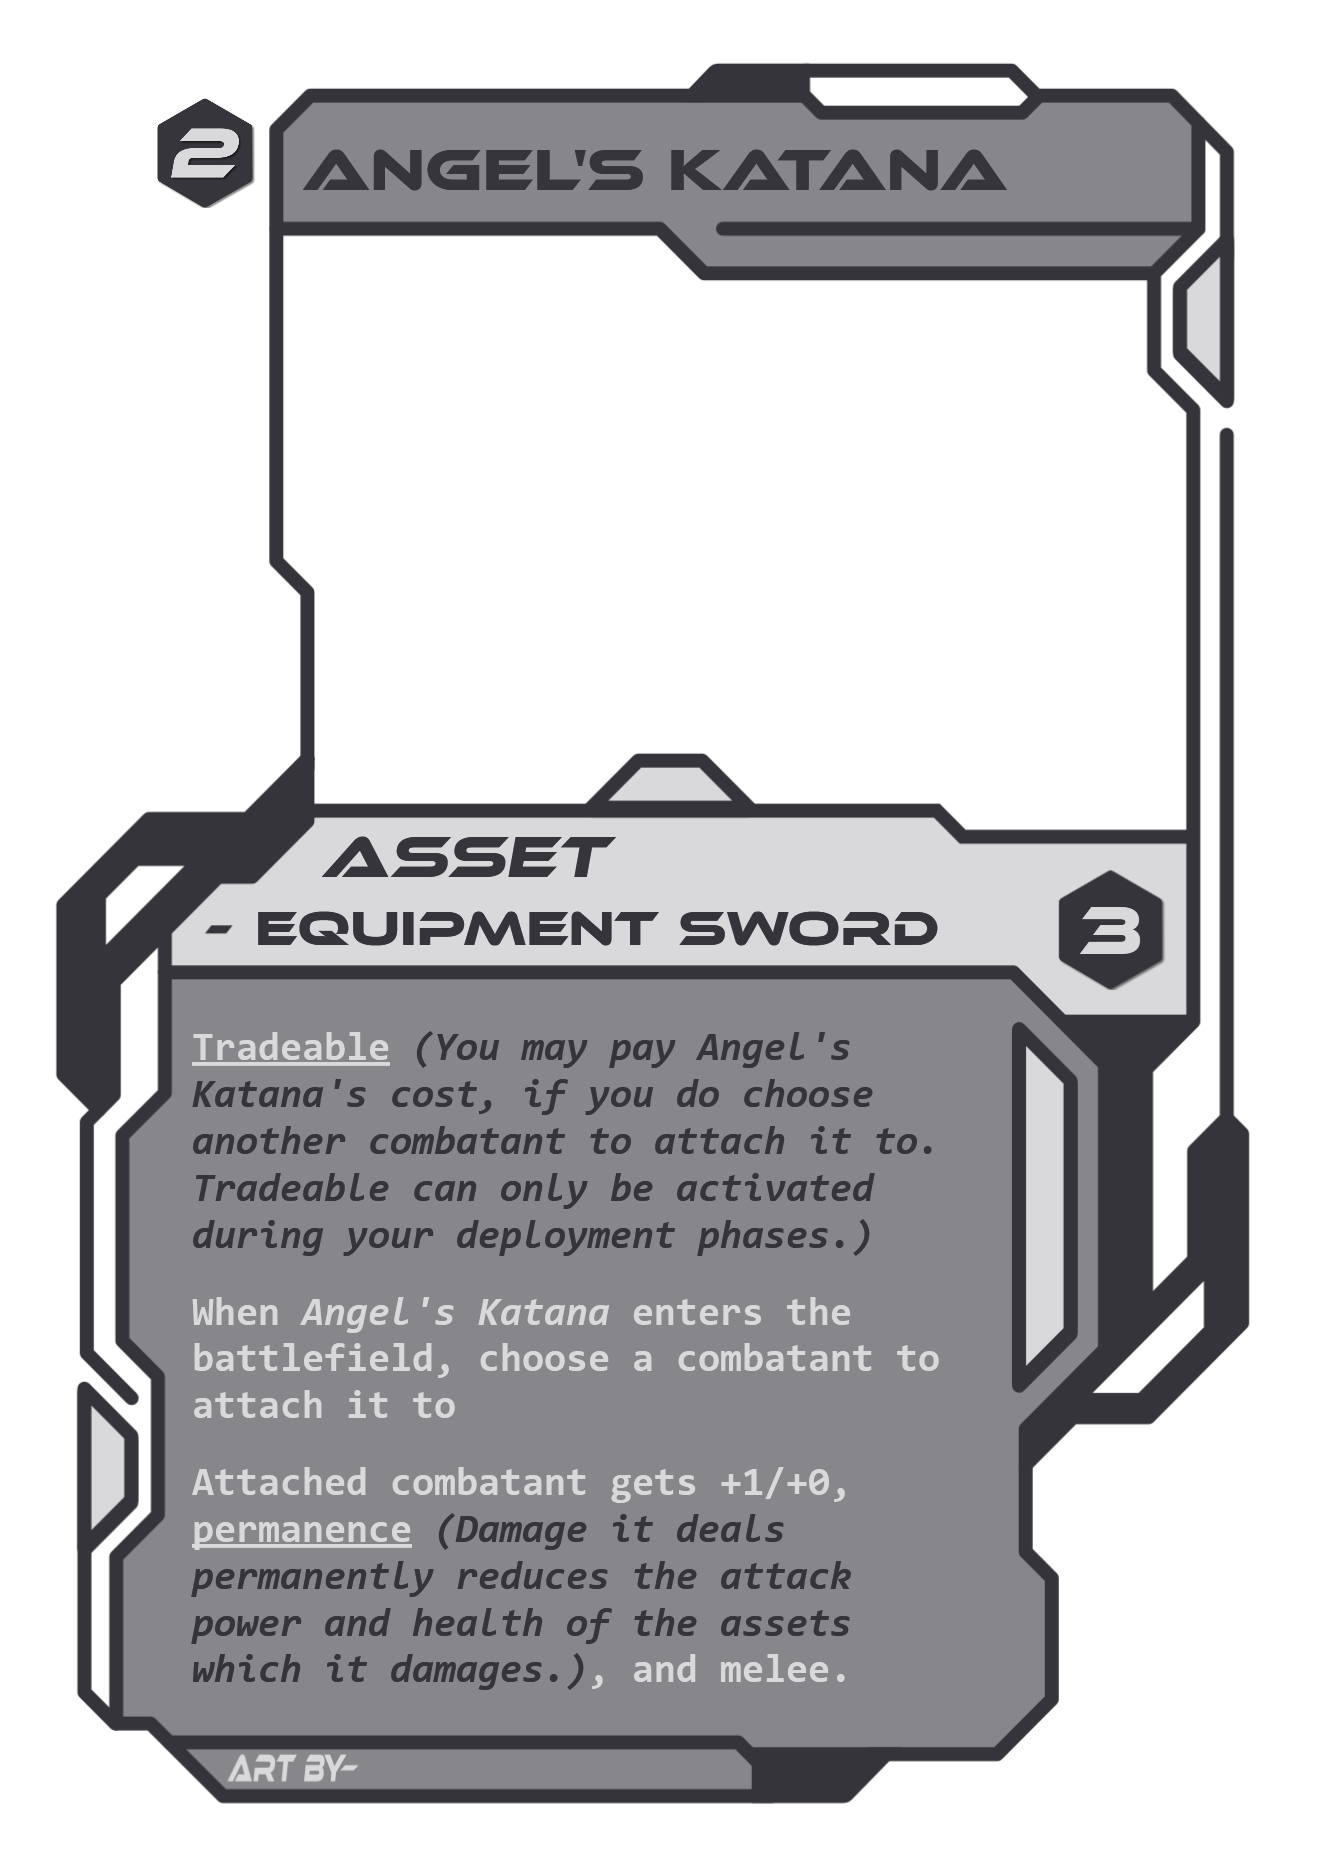 2
ANGEL'S KATANA
ASSET
- EQUIPMENT SWORD
3
Tradeable (You may pay Angel's
Katana's cost, if you do choose
another combatant to attach it to.
Tradeable can only be activated
during your deployment phases.)
When Angel's Katana enters the
battlefield, choose a combatant to
attach it to
Attached combatant gets +1/+0,
permanence (Damage it deals
permanently reduces the attack
power and health of the assets
which it damages.), and melee.
ART BY-